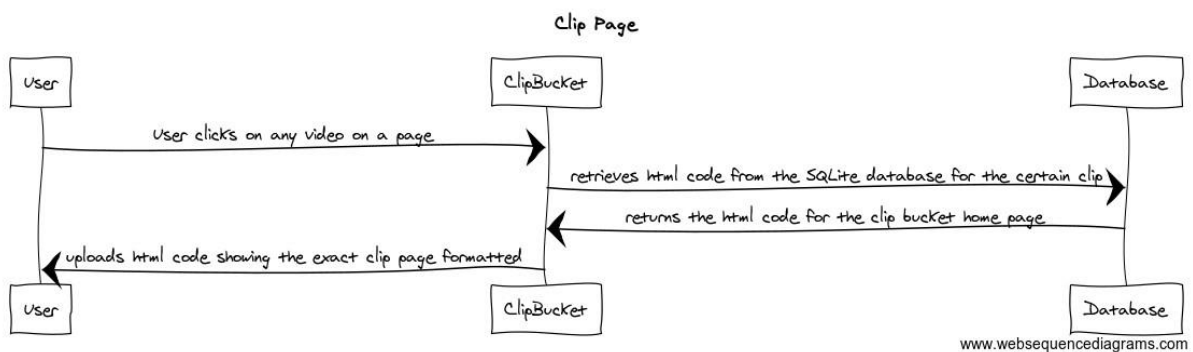 Clip Page
User
ClipBucket
Database
User clicks on any video on a page
retrieves html code from the SQLite database for the certain clip
returns the html code for the clip bucket home page
uploads html code showing the exact clip page formatted
User
ClipBucket
Database
www.websequencediagrams.com